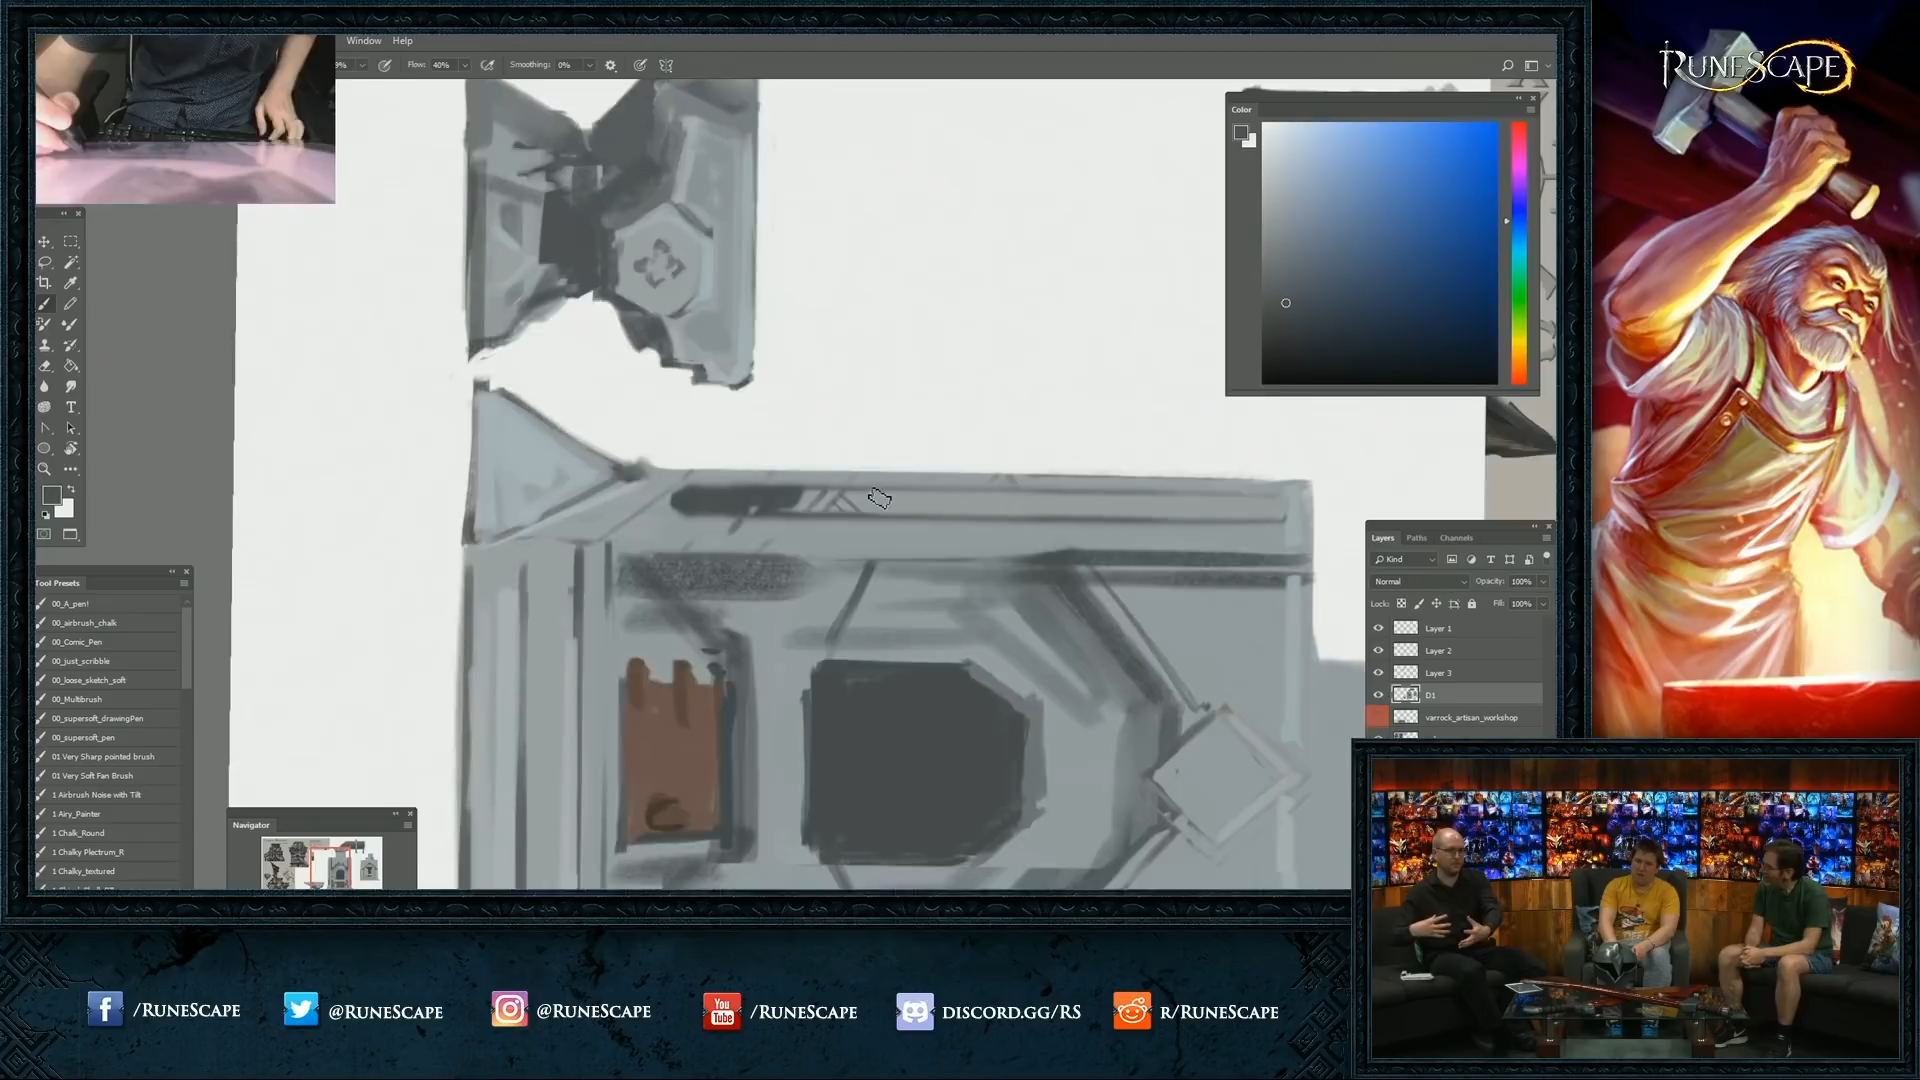 Window Help
9% Flow: 40% Smoothing: 0%
RUNESCAPE
Color
Tool Presets
00_A_pen!
00_airbrush_chalk
00_Comic_Pen
00_just_scribble
00_loose_sketch_soft
00_Multibrush
00_supersoft_drawingPen
00_supersoft_pen
01 Very Sharp pointed brush
01 Very Soft Fan Brush
1 Airbrush Noise with Tilt
1 Airy_Painter
1 Chalk_Round
1 Chalky Plectrum_R
1 Chalky_textured
Navigator
Layers Paths Channels
Kind
Normal Opacity: 100%
Lock: Fill: 100%
Layer 1
Layer 2
Layer 3
D1
varrock_artisan_workshop
/RUNESCAPE
@RUNESCAPE
@RUNESCAPE
You
Tube
/RUNESCAPE
DISCORD.GG/RS
R/RUNESCAPE